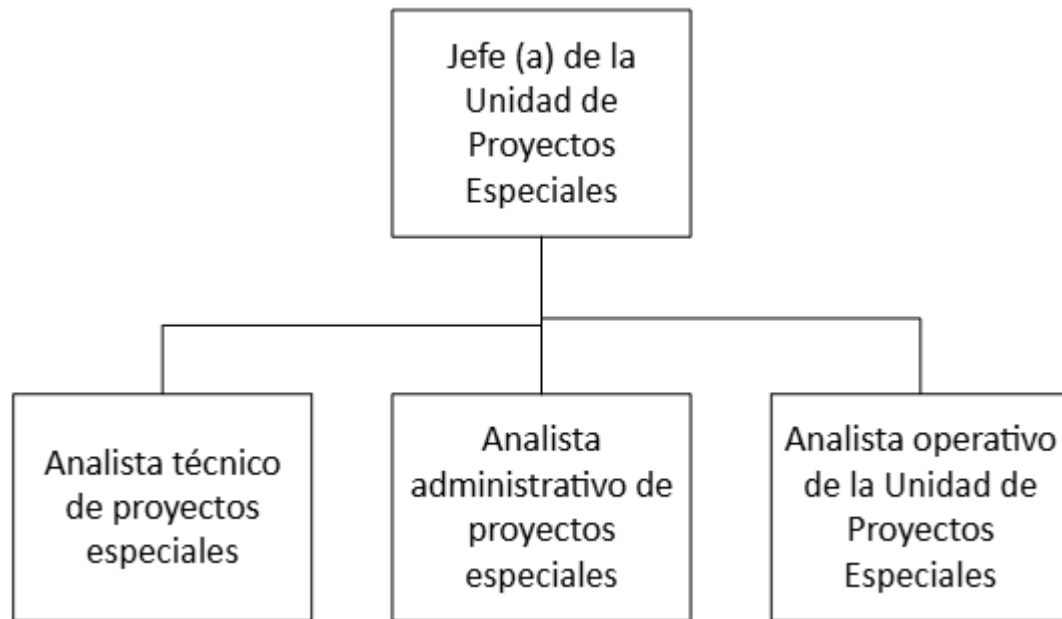 Jefe (a) de la
Unidad de
Proyectos
Especiales
Analista técnico
de proyectos
especiales
Analista
administrativo de
proyectos
especiales
Analista operativo
de la Unidad de
Proyectos
Especiales